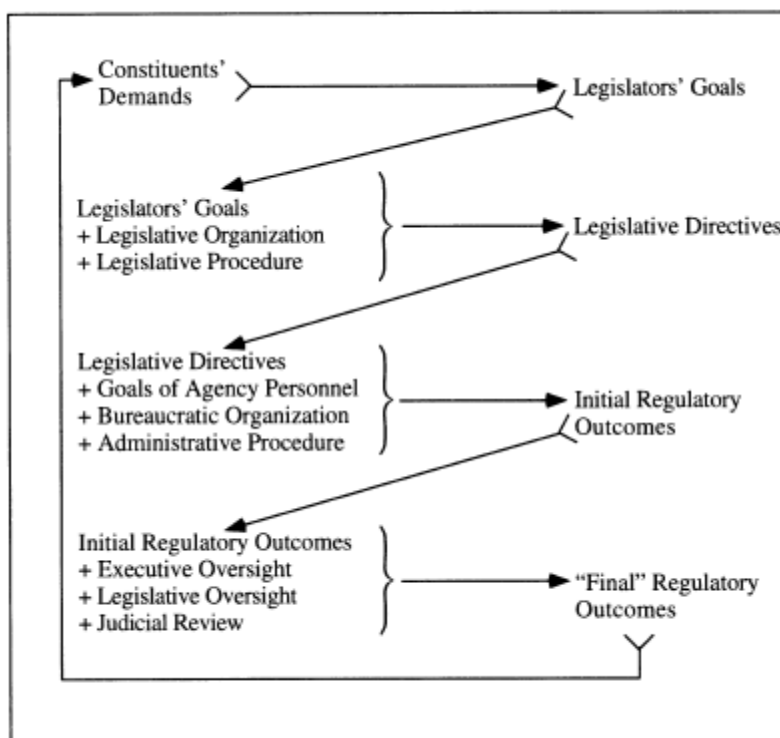 Constituents’
Demands
Legislators’ Goals
Legislators’ Goals
+ Legislative Organization
+ Legislative Procedure
Legislative Directives
Legislative Directives
+ Goals of Agency Personnel
+ Bureaucratic Organization
+ Administrative Procedure
Initial Regulatory
Outcomes
Initial Regulatory Outcomes
+ Executive Oversight
+ Legislative Oversight
+ Judicial Review
“Final” Regulatory
Outcomes